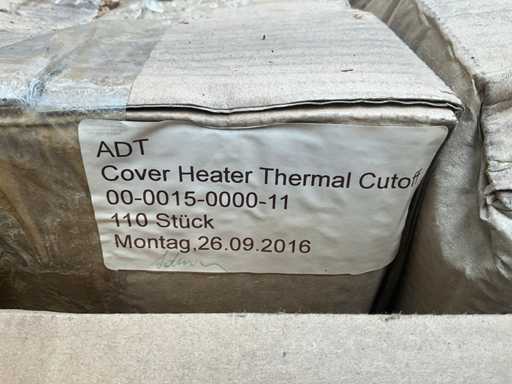 ADT
Cover Heater Thermal Cutoff
00-0015-0000-11
110 Stück
Montag,26.09.2016